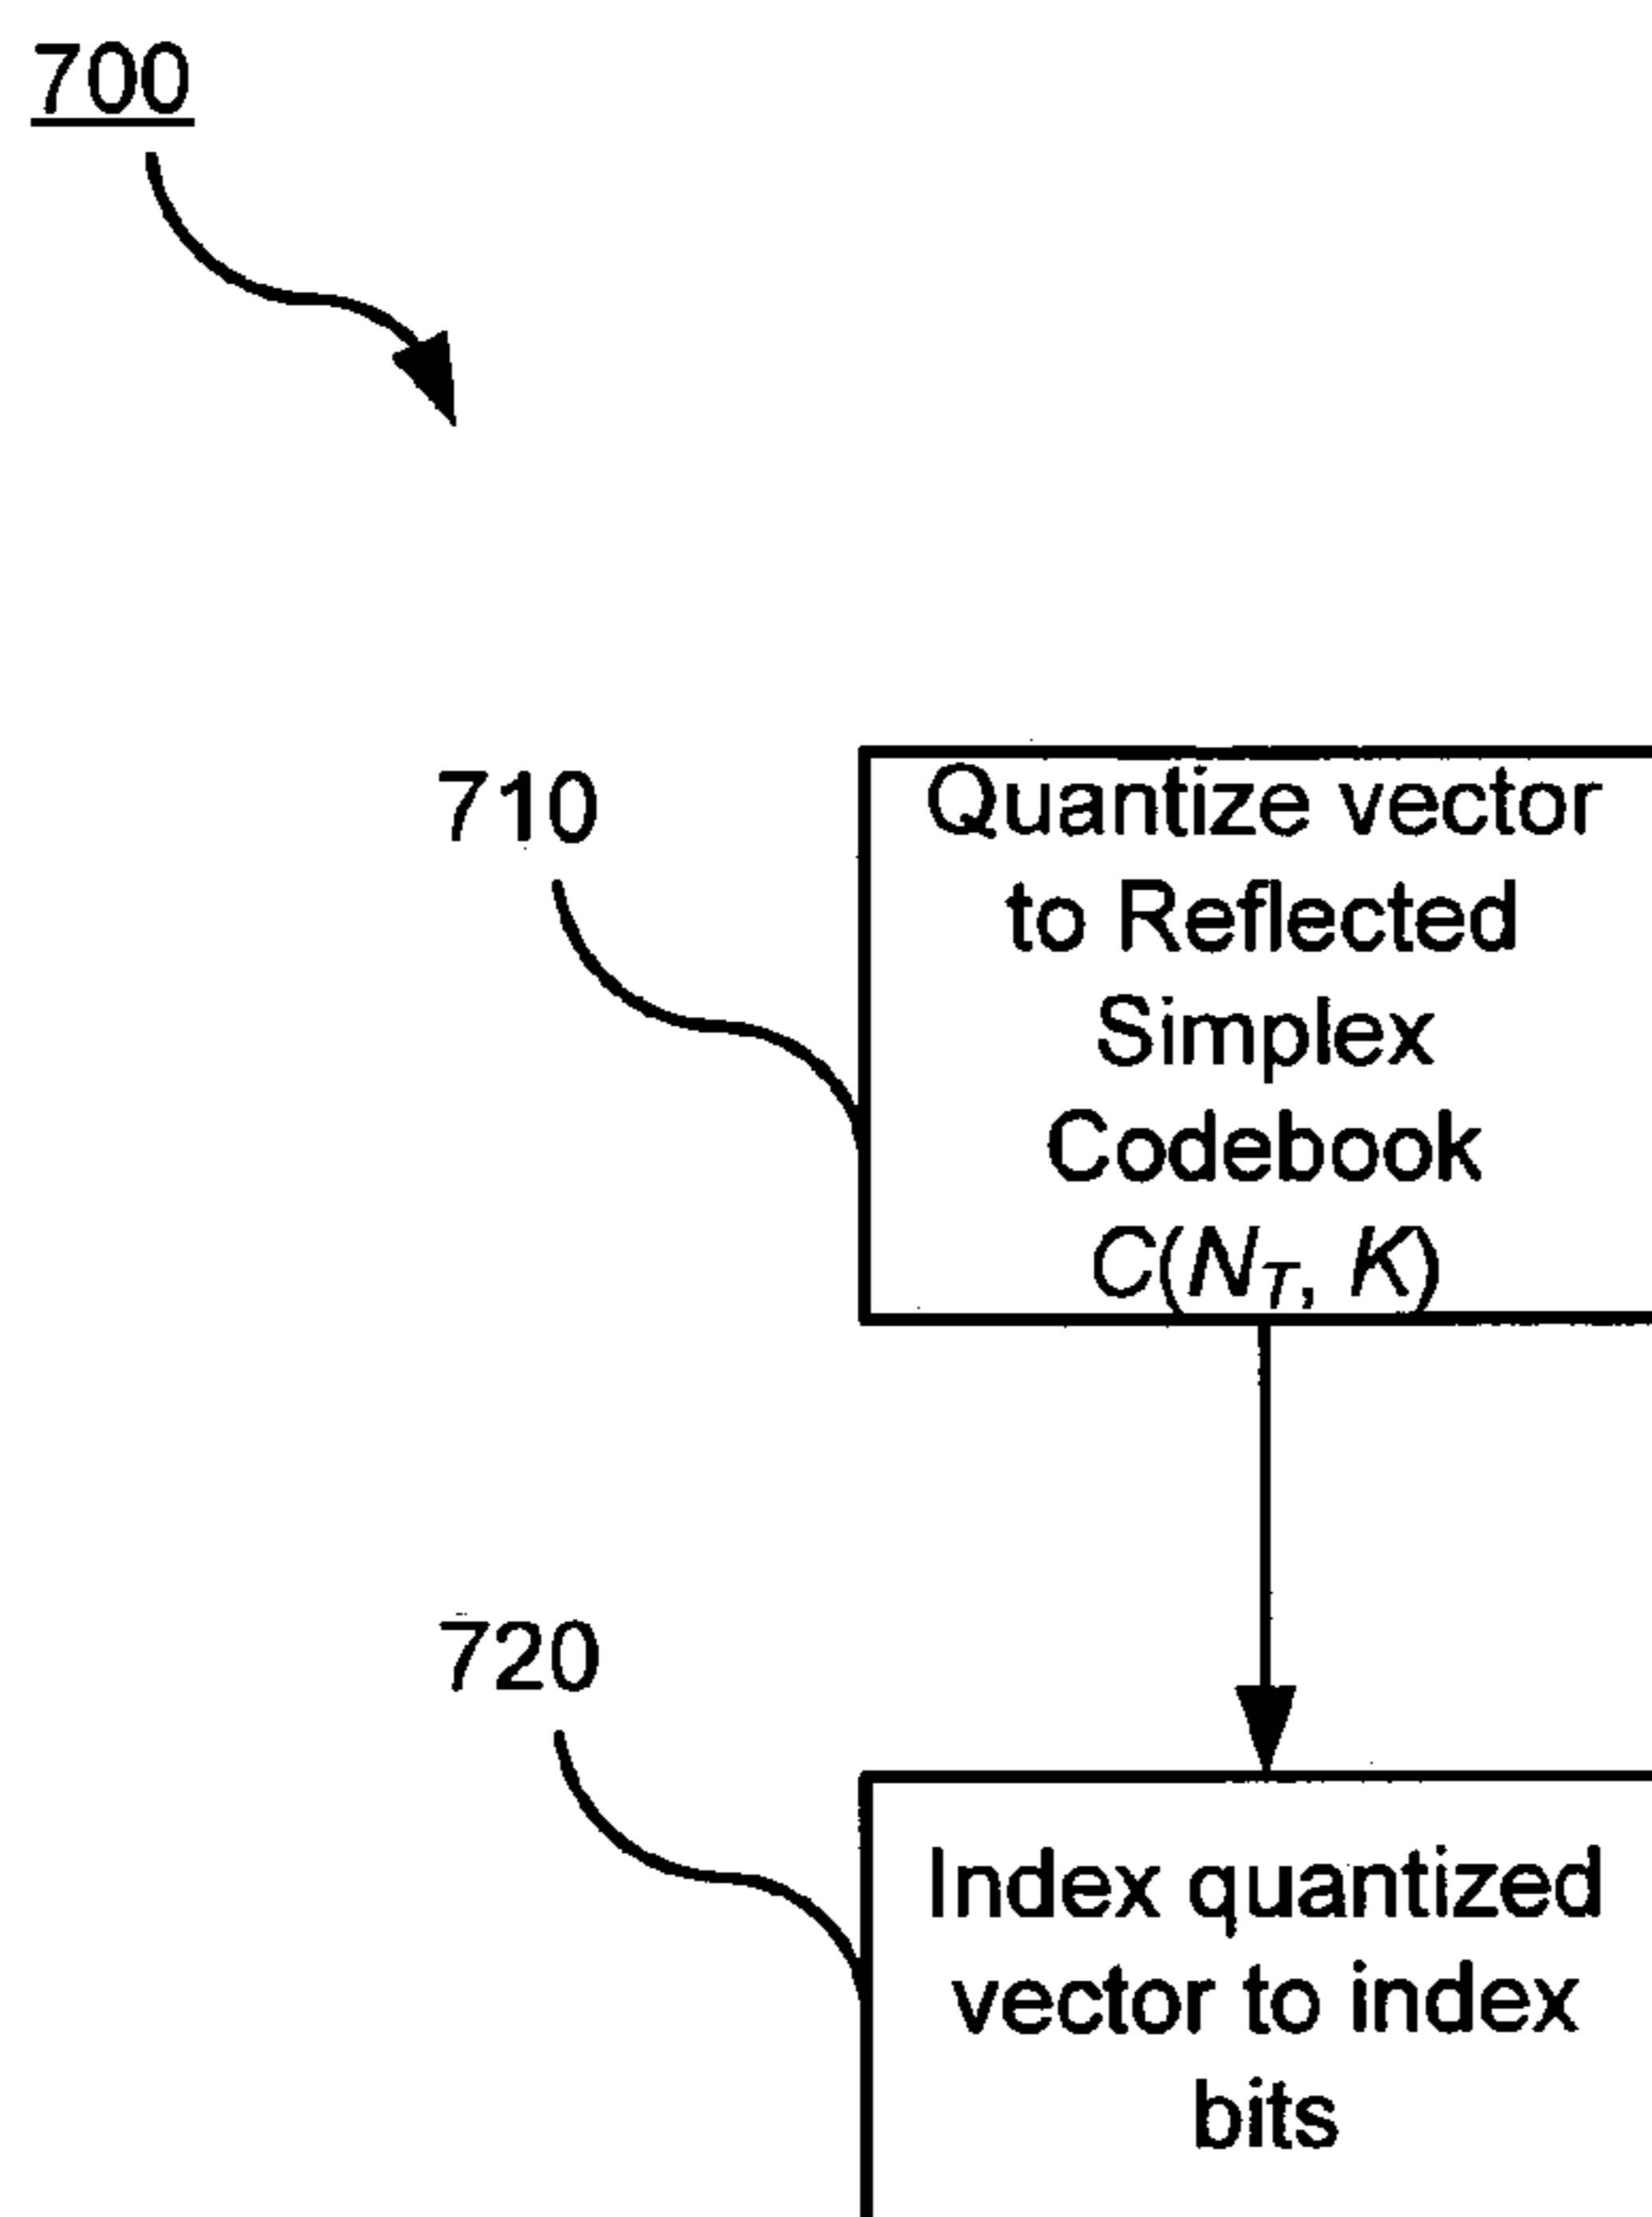 700
710
Quantize vector
to Reflected
Simplex
Codebook
C(N_T, K)
720
Index quantized
vector to index
bits